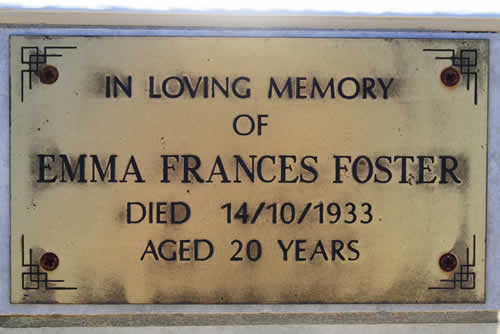 IN LOVING MEMORY
OF
EMMA FRANCES FOSTER
DIED 14/10/1933
AGED 20 YEARS